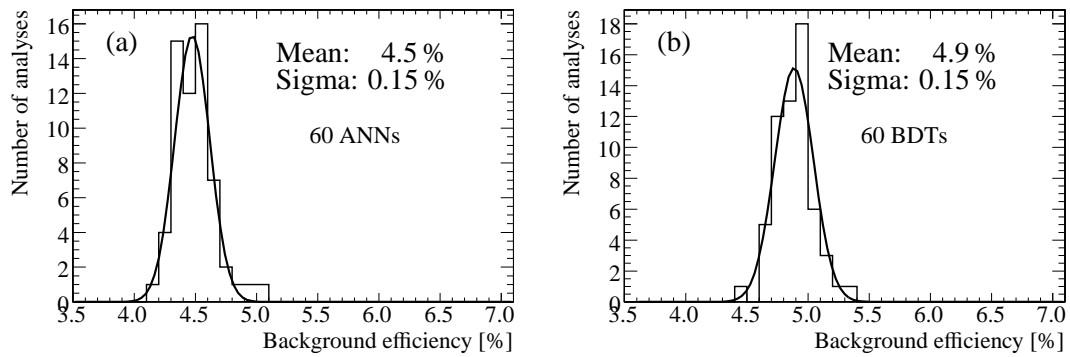 (a)
Mean: 4.5 %
Sigma: 0.15 %
60 ANNs
Number of analyses
16
14
12
10
8
6
4
2
0
3.5 4.0 4.5 5.0 5.5 6.0 6.5 7.0
Background efficiency [%]
(b)
Mean: 4.9 %
Sigma: 0.15 %
60 BDTs
Number of analyses
18
16
14
12
10
8
6
4
2
0
3.5 4.0 4.5 5.0 5.5 6.0 6.5 7.0
Background efficiency [%]